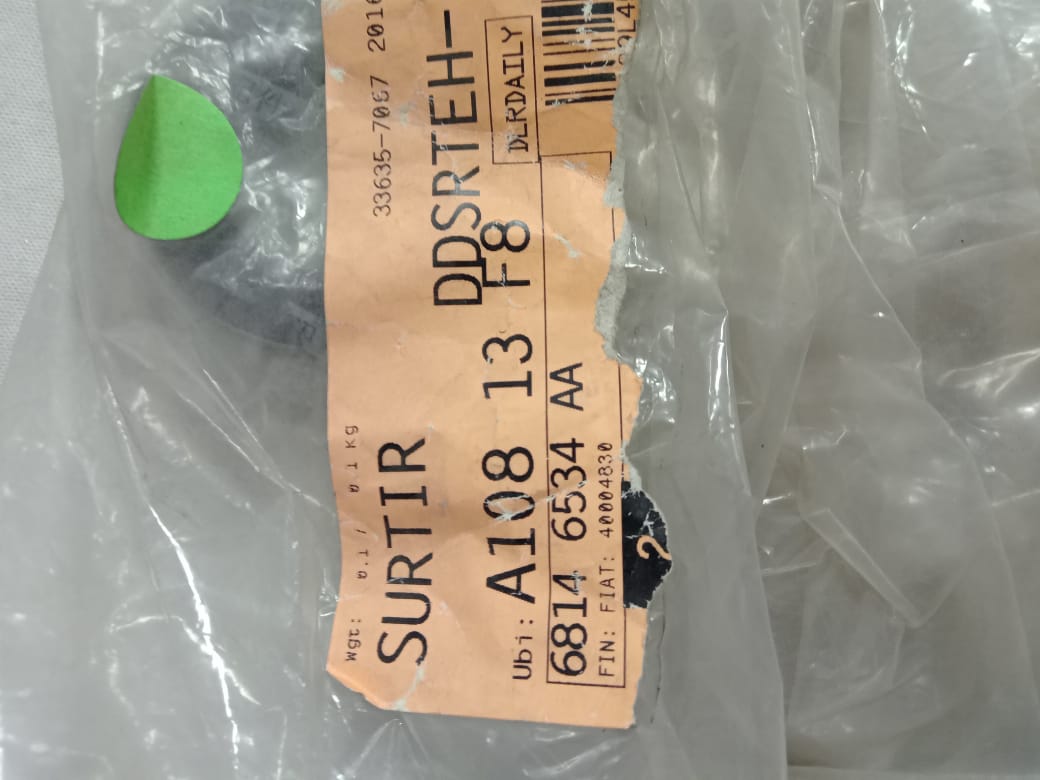 33635-7067 2016
Wgt: 0.1 / 0.1 Kg
SURTIR
DDSRTEH-
Ubi: A108 13 F8
DLRDAILY
6814 6534 AA
FIN: FIAT: 40004830
?